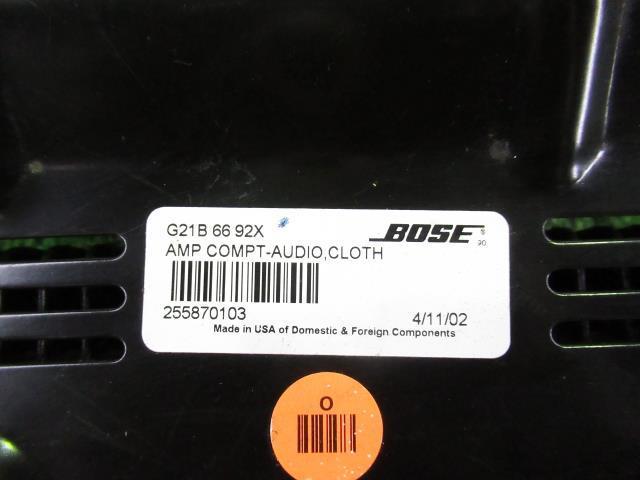 G21B 66 92X
BOSE
AMP COMPT-AUDIO,CLOTH
255870103
4/11/02
Made in USA of Domestic & Foreign Components
O